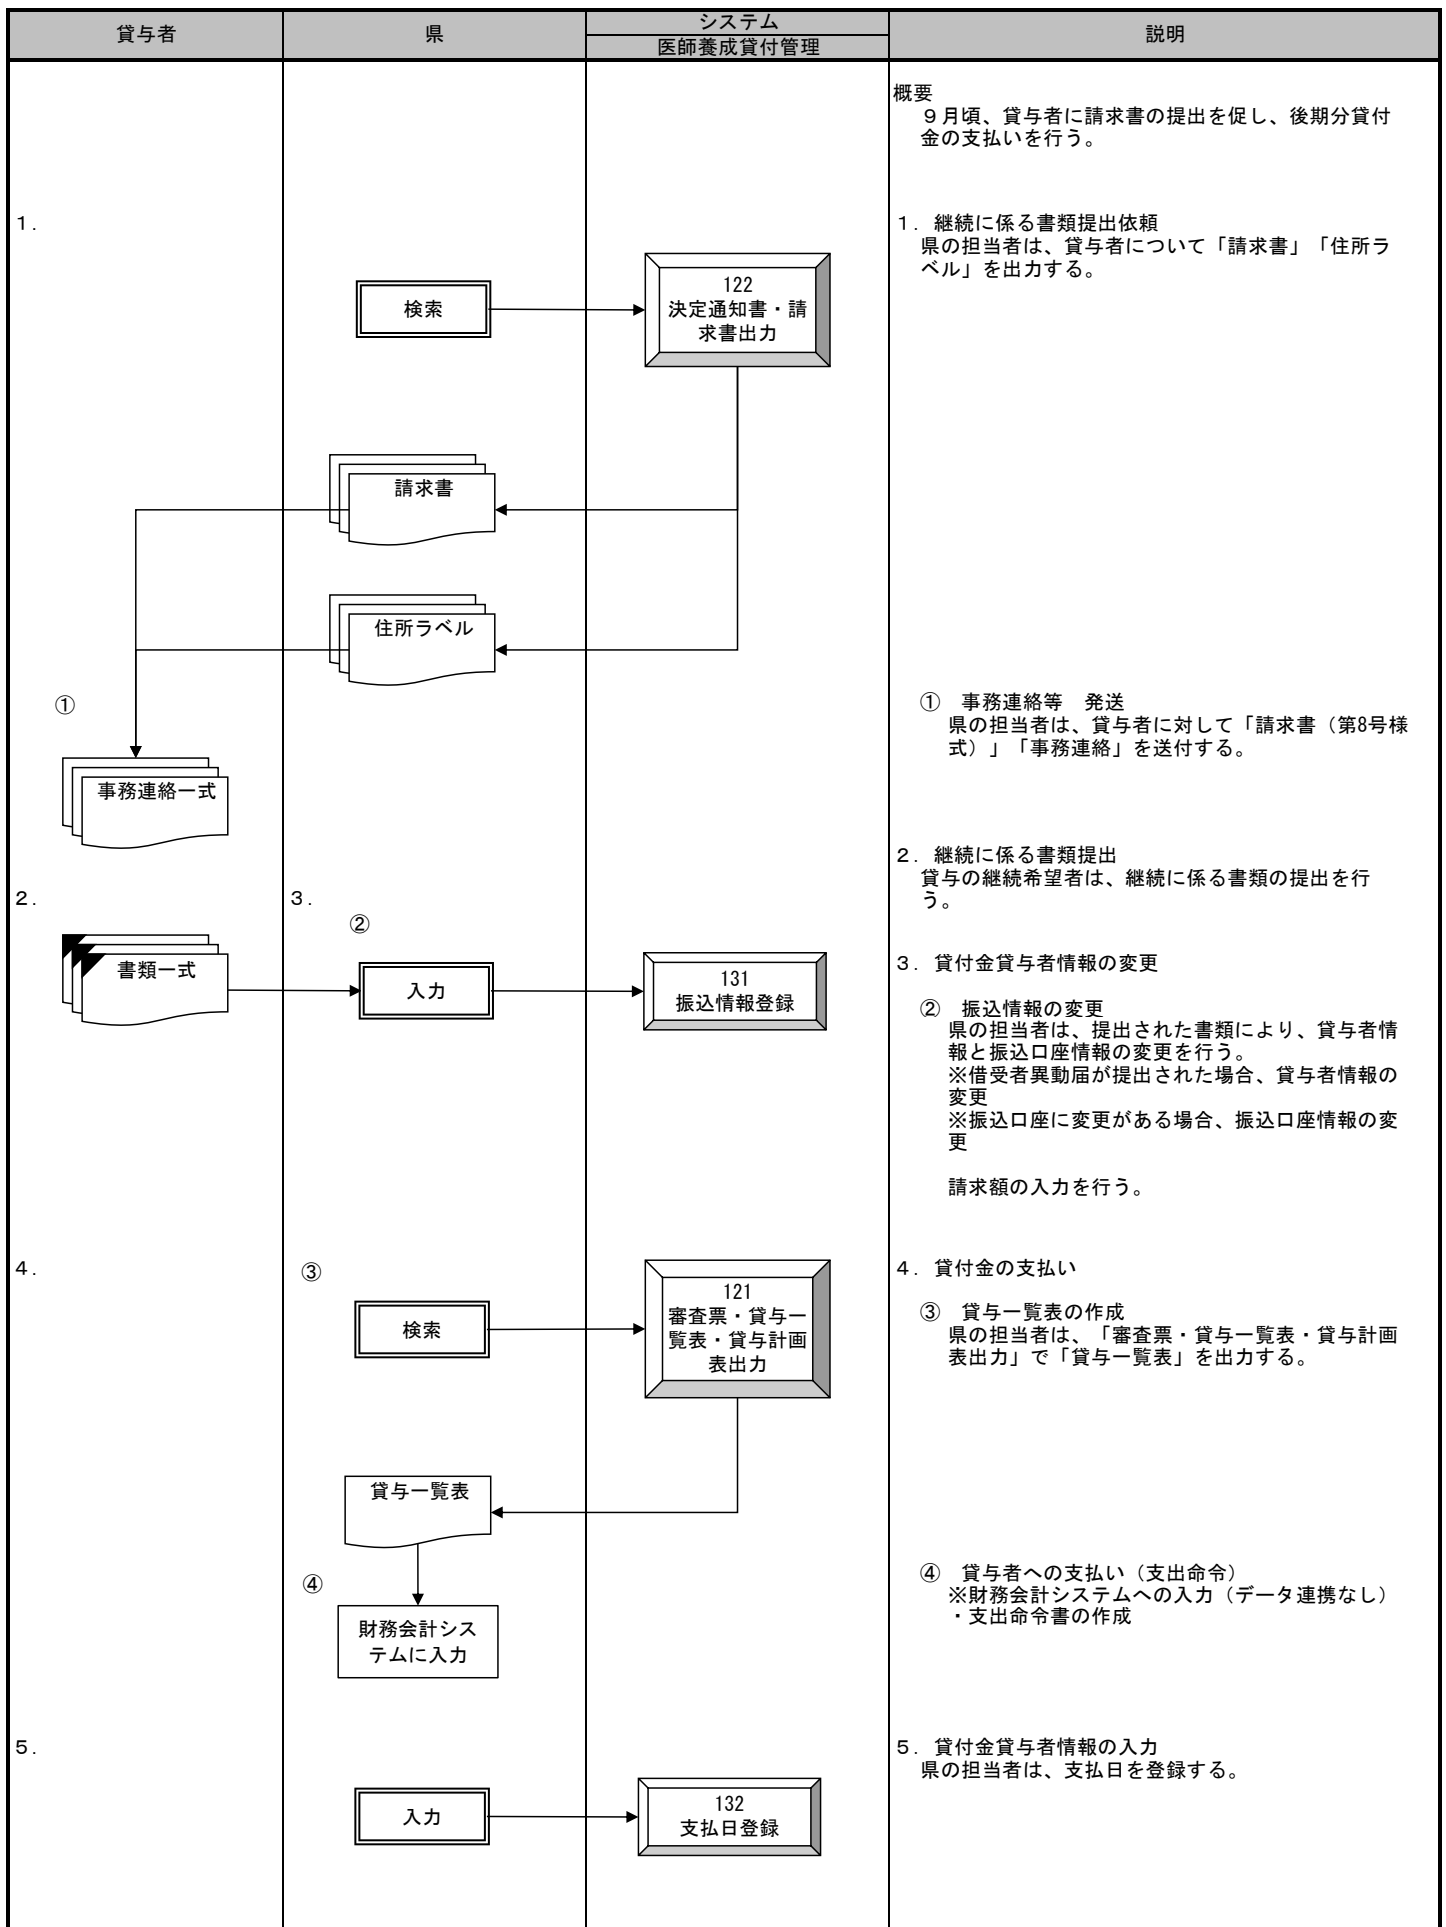 貸与者
県
システム
医師養成貸付管理
説明
概要
９月頃、貸与者に請求書の提出を促し、後期分貸付
金の支払いを行う。
１．
１．継続に係る書類提出依頼
県の担当者は、貸与者について「請求書」「住所ラ
ベル」を出力する。
検索
122
決定通知書・請
求書出力
請求書
住所ラベル
①
①　事務連絡等　発送
県の担当者は、貸与者に対して「請求書（第8号様
式）」「事務連絡」を送付する。
事務連絡一式
２．継続に係る書類提出
貸与の継続希望者は、継続に係る書類の提出を行
う。
２．
３．
②
書類一式
入力
131
振込情報登録
３．貸付金貸与者情報の変更
②　振込情報の変更
県の担当者は、提出された書類により、貸与者情
報と振込口座情報の変更を行う。
※借受者異動届が提出された場合、貸与者情報の
変更
※振込口座に変更がある場合、振込口座情報の変
更
請求額の入力を行う。
４．
③
検索
121
審査票・貸与一
覧表・貸与計画
表出力
４．貸付金の支払い
③　貸与一覧表の作成
県の担当者は、「審査票・貸与一覧表・貸与計画
表出力」で「貸与一覧表」を出力する。
貸与一覧表
④
財務会計シス
テムに入力
④　貸与者への支払い（支出命令）
※財務会計システムへの入力（データ連携なし）
・支出命令書の作成
５．
入力
132
支払日登録
５．貸付金貸与者情報の入力
県の担当者は、支払日を登録する。